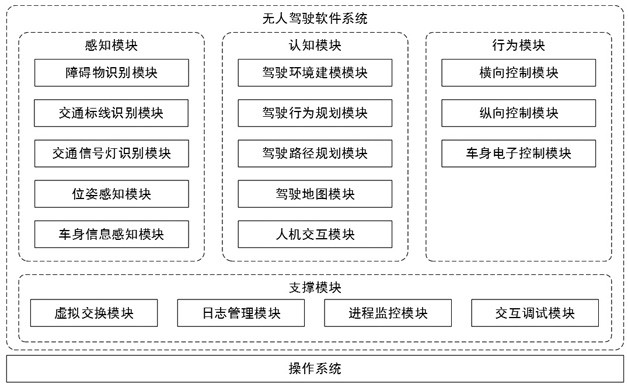 无人驾驶软件系统
感知模块
障碍物识别模块
交通标线识别模块
交通信号灯识别模块
位姿感知模块
车身信息感知模块
认知模块
驾驶环境建模模块
驾驶行为规划模块
驾驶路径规划模块
驾驶地图模块
人机交互模块
行为模块
横向控制模块
纵向控制模块
车身电子控制模块
支撑模块
虚拟交换模块
日志管理模块
进程监控模块
交互调试模块
操作系统